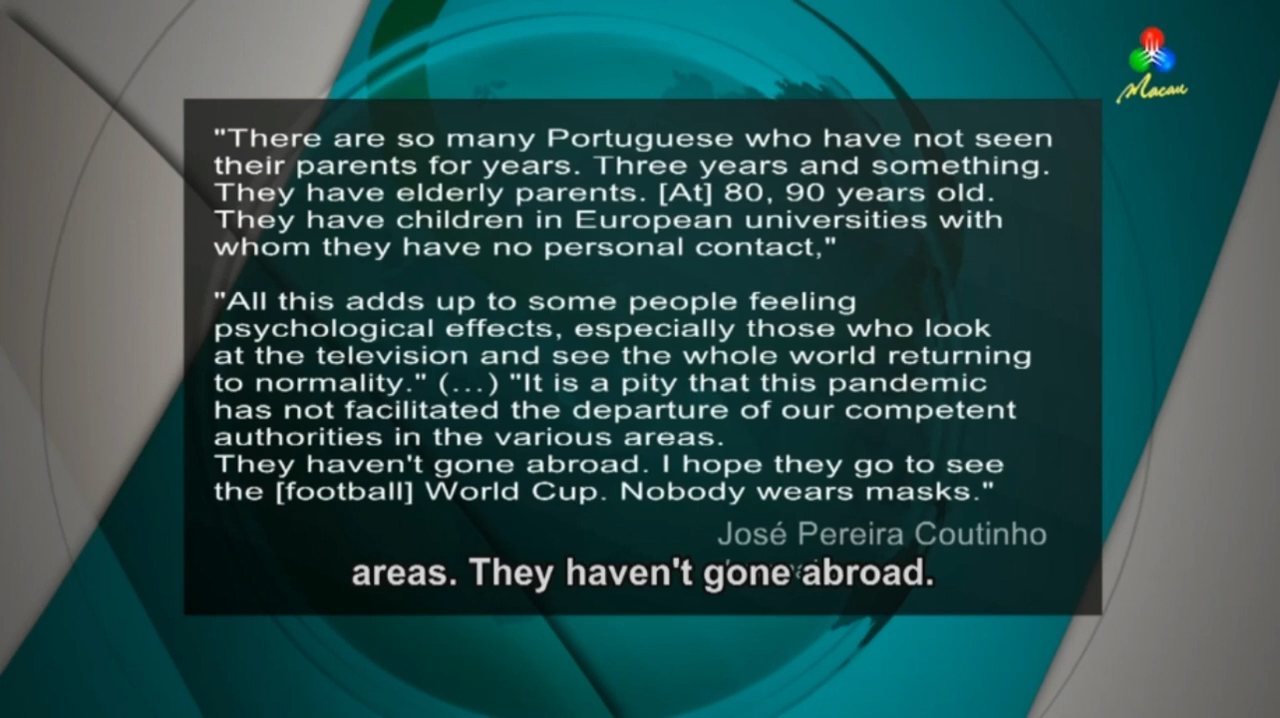 Macau
"There are so many Portuguese who have not seen
their parents for years. Three years and something.
They have elderly parents. [At] 80, 90 years old.
They have children in European universities with
whom they have no personal contact,"
"All this adds up to some people feeling
psychological effects, especially those who look
at the television and see the whole world returning
to normality." (...) "It is a pity that this pandemic
has not facilitated the departure of our competent
authorities in the various areas.
They haven't gone abroad. I hope they go to see
the [football] World Cup. Nobody wears masks."
José Pereira Coutinho
areas. They haven't gone abroad.